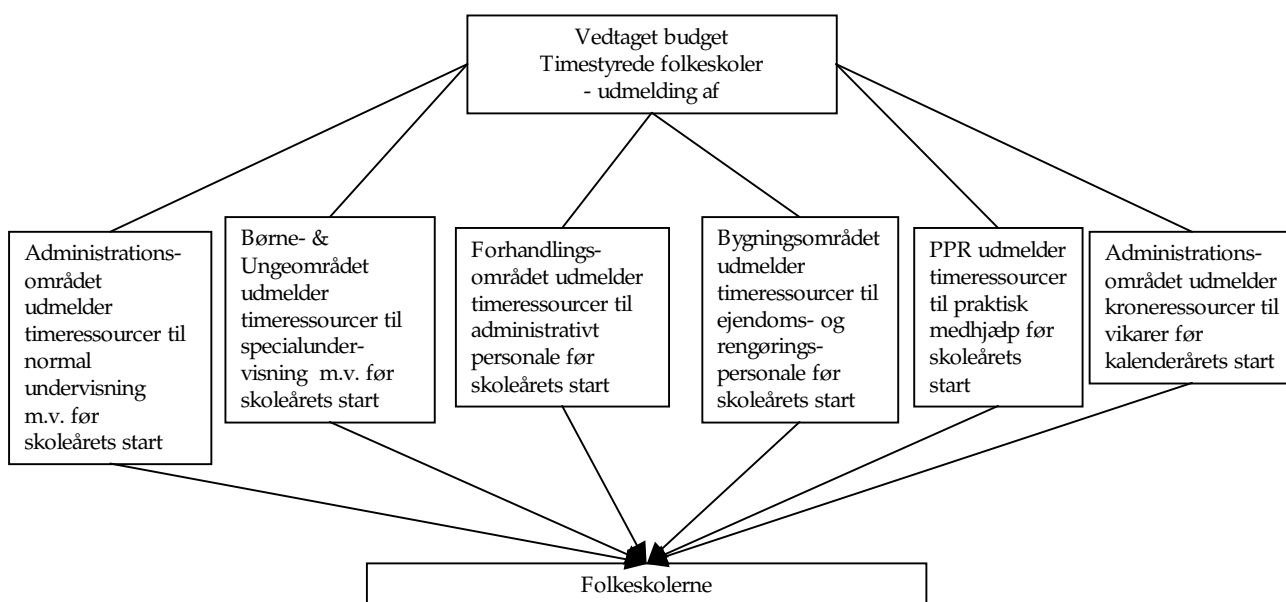 Vedtaget budget
Timestyrede folkeskoler
- udmelding af
Administrations-
området
udmelder
timeressourcer til
normal
undervisning
m.v. før
skoleårets start
Børne- &
Ungeområdet
udmelder
timeressourcer til
specialunder-
visning m.v. før
skoleårets start
Forhandlings-
området udmelder
timeressourcer til
administrativt
personale før
skoleårets start
Bygningsområdet
udmelder
timeressourcer til
ejendoms- og
rengørings-
personale før
skoleårets start
PPR udmelder
timeressourcer
til praktisk
medhjælp før
skoleårets
start
Administrations-
området udmelder
kroneressourcer til
vikarer før
kalenderårets start
Folkeskolerne